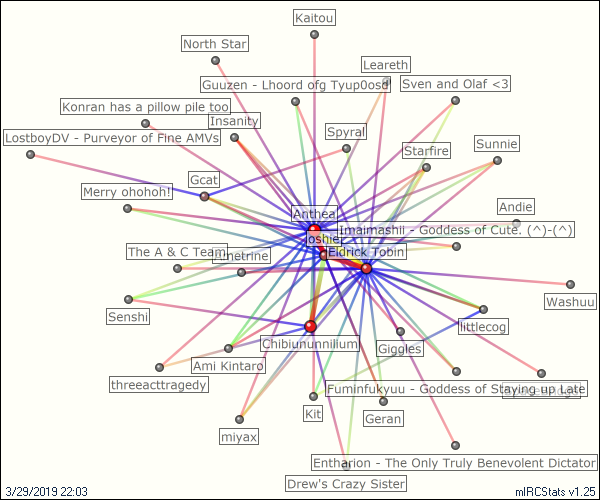 Kaitou
North Star
Leareth
Guuzen - Lhoord ofg Tyup0osd
Sven and Olaf <3
Konran has a pillow pile too
Insanity
Spyral
LostboyDV - Purveyor of Fine AMVs
Starfire
Sunnie
Gcat
Merry ohohoh!
Andie
Anthea
Imaimashii - Goddess of Cute. (^)-(^)
Joshie
The A & C Team
Eldrick Tobin
Washuu
Senshi
littlecog
Chibiununnilium
Giggles
Ami Kintaro
threeacttragedy
Fuminfukyuu - Goddess of Staying up Late
Kit
Geran
miyax
Entharion - The Only Truly Benevolent Dictator
Drew's Crazy Sister
3/29/2019 22:03
mIRCStats v1.25